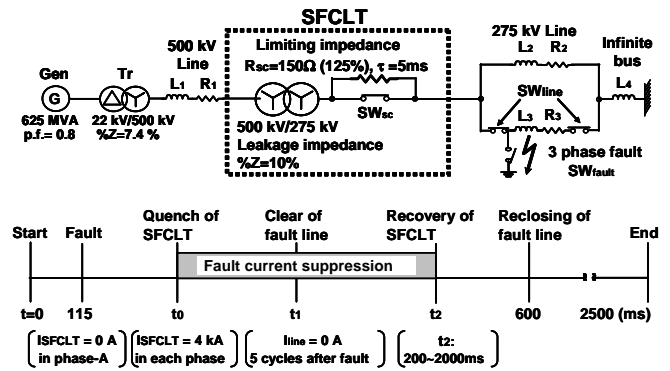 SFCLT
Limiting impedance
Rsc=150Ω (125%), τ=5ms
500 kV
Line
L1 R1
Gen
G
625 MVA
p.f.= 0.8
Tr
22 kV/500 kV
%Z=7.4 %
SWsc
500 kV/275 kV
Leakage impedance
%Z=10%
275 kV Line
L2 R2
Infinite
bus
L4
SWline
L3 R3
3 phase fault
SWfault
Start
Fault
Quench of
SFCLT
Clear of
fault line
Recovery of
SFCLT
Reclosing of
fault line
End
Fault current suppression
t=0
115
t0
t1
t2
600
2500 (ms)
ISFCLT = 0 A
in phase-A
ISFCLT = 4 kA
in each phase
Iline = 0 A
5 cycles after fault
t2:
200~2000ms